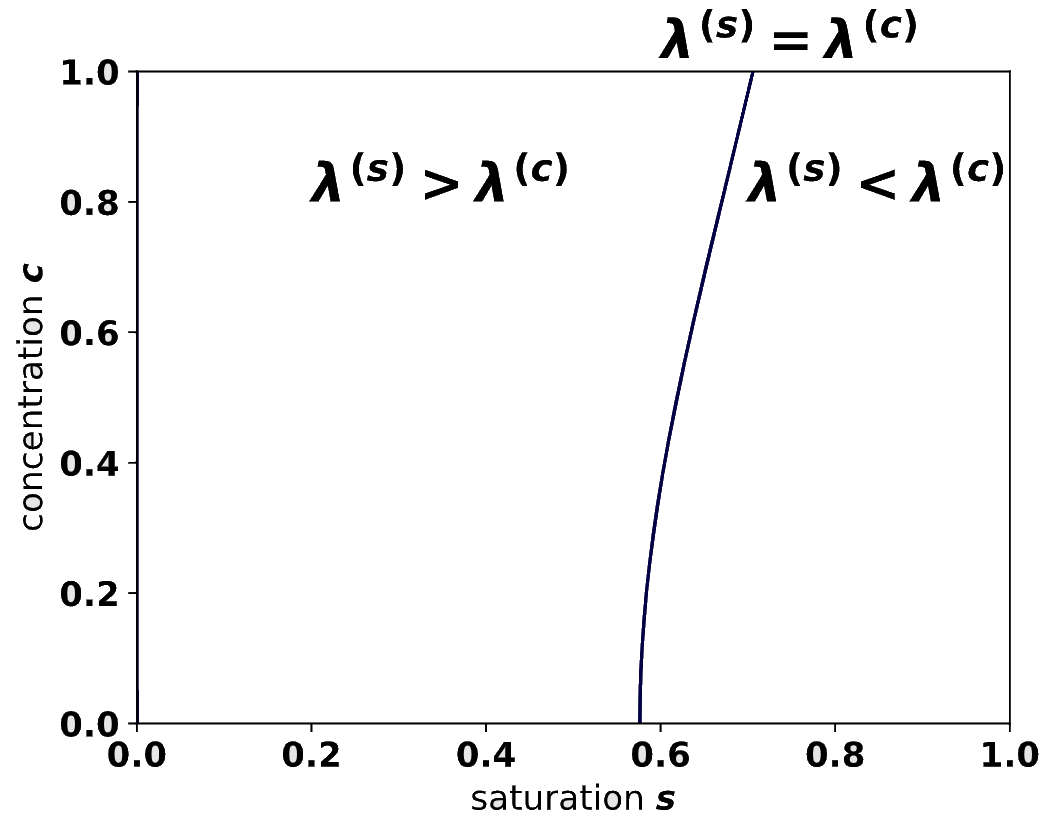 λ^(s) = λ^(c)
1.0
λ^(s) > λ^(c)
λ^(s) < λ^(c)
0.8
0.6
0.4
0.2
0.0
concentration c
0.0 0.2 0.4 0.6 0.8 1.0
saturation s